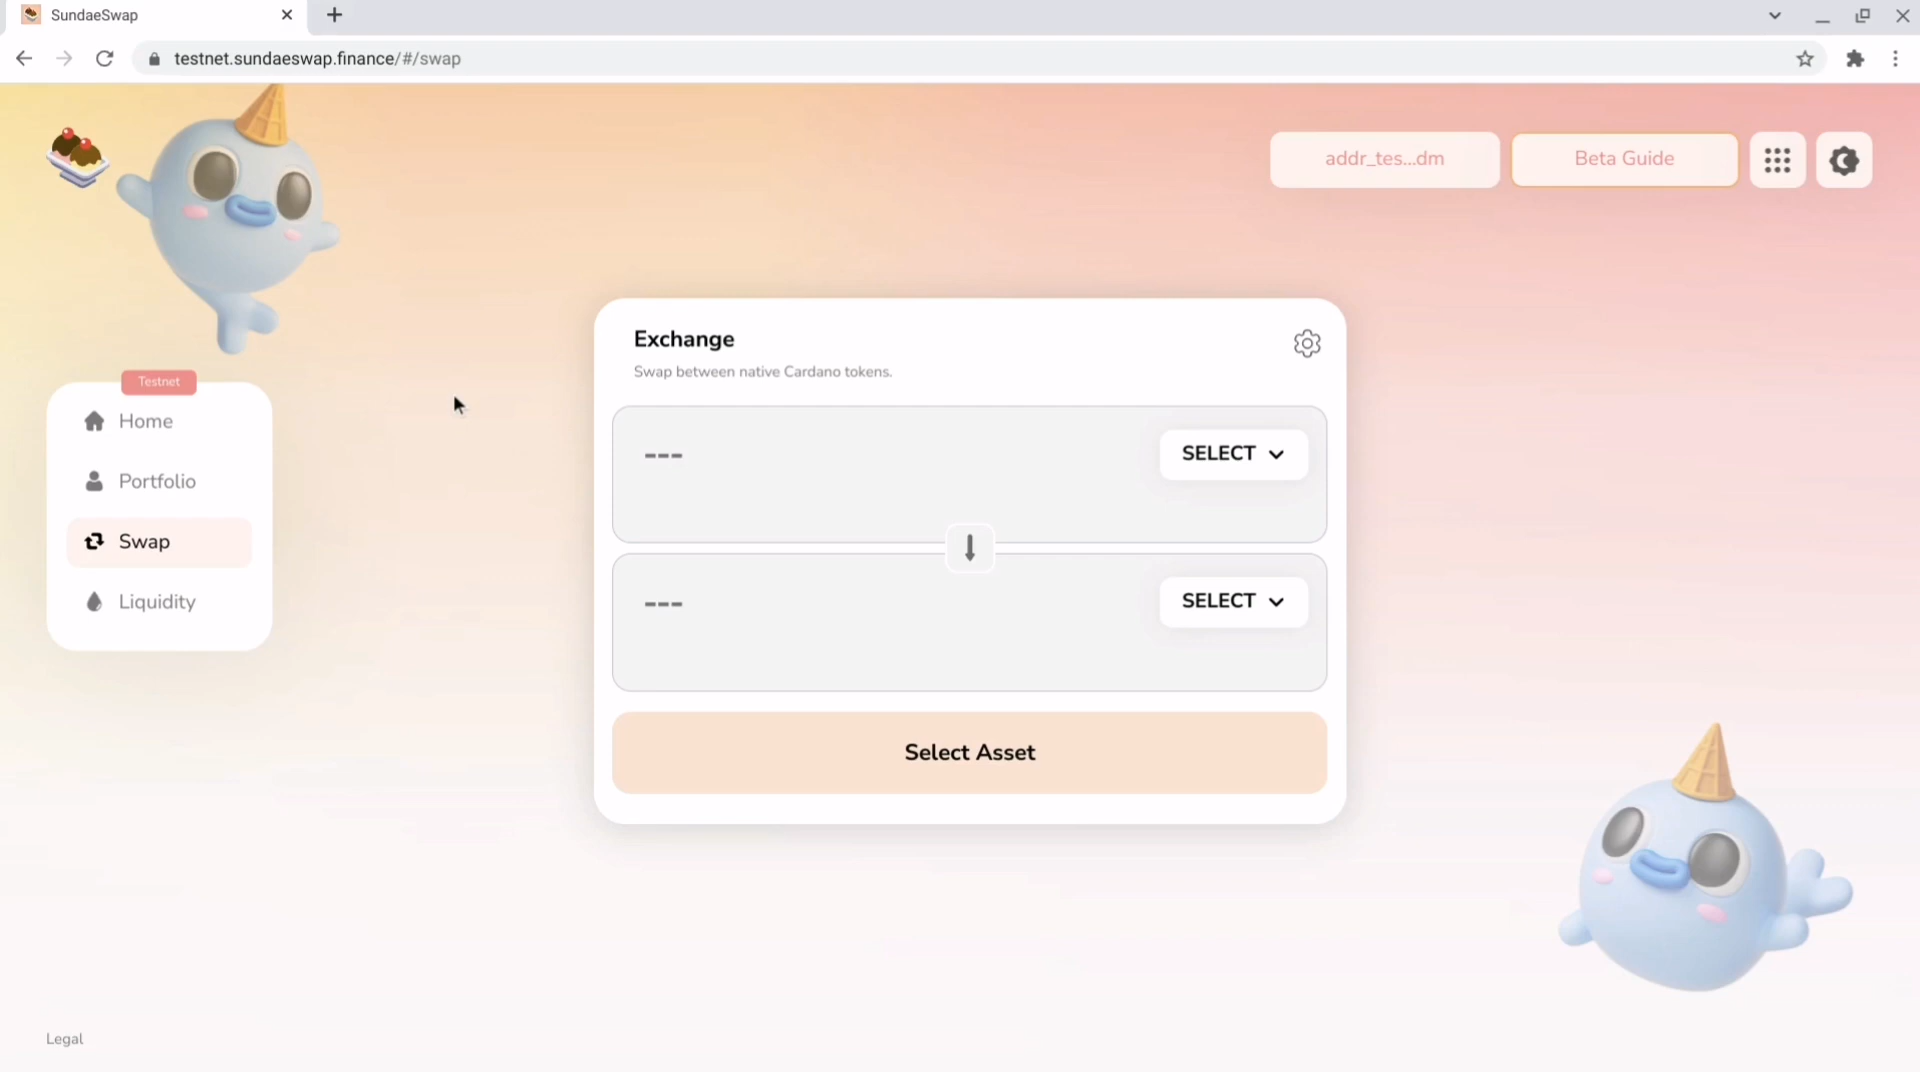 SundaeSwap
testnet.sundaeswap.finance/#/swap
addr_tes...dm
Beta Guide
Testnet
Home
Portfolio
Swap
Liquidity
Exchange
Swap between native Cardano tokens.
---
SELECT
---
SELECT
Select Asset
Legal